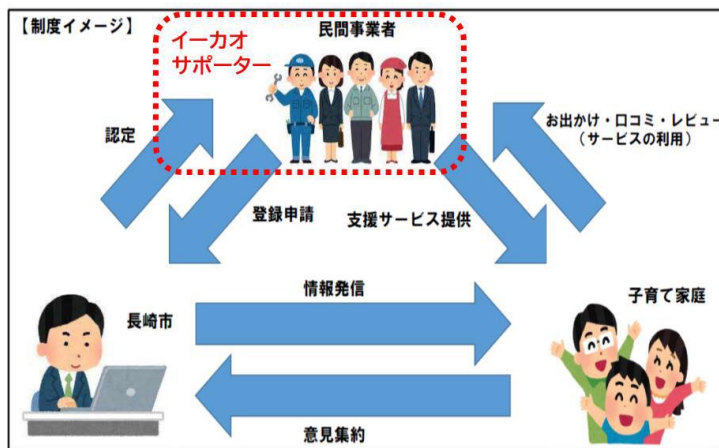 【制度イメージ】
民間事業者
イーカオ
サポーター
認定
お出かけ・口コミ・レビュー
(サービスの利用)
登録申請
支援サービス提供
情報発信
長崎市
子育て家庭
意見集約